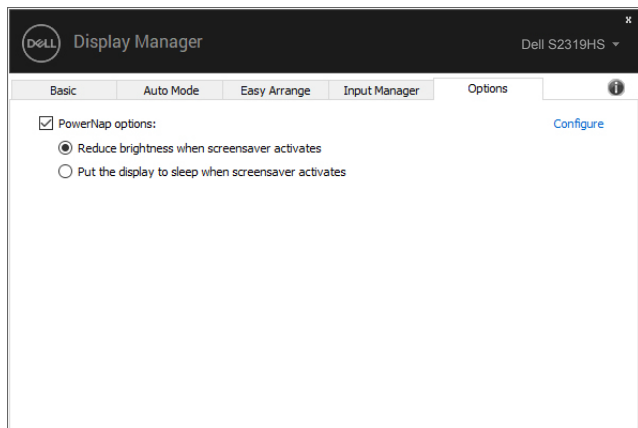 x
DELL Display Manager Dell S2319HS
Basic Auto Mode Easy Arrange Input Manager Options i
PowerNap options: Configure
Reduce brightness when screensaver activates
Put the display to sleep when screensaver activates